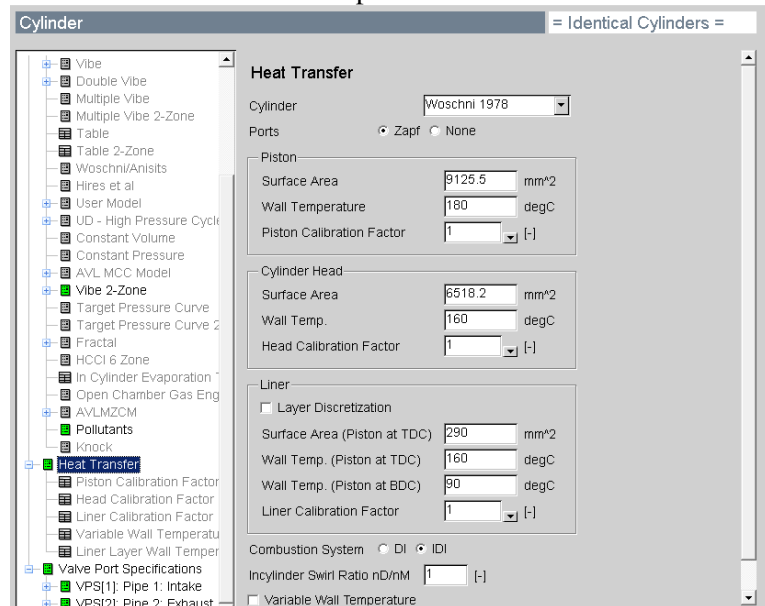 Cylinder
= Identical Cylinders =
Vibe
Double Vibe
Multiple Vibe
Multiple Vibe 2-Zone
Table
Table 2-Zone
Woschni/Anisits
Hires et al
User Model
UD - High Pressure Cycle
Constant Volume
Constant Pressure
AVL MCC Model
Vibe 2-Zone
Target Pressure Curve
Target Pressure Curve 2
Fractal
HCCI 6 Zone
In Cylinder Evaporation
Open Chamber Gas Eng
AVLMZCM
Pollutants
Knock
Heat Transfer
Piston Calibration Factor
Head Calibration Factor
Liner Calibration Factor
Variable Wall Temperatu
Liner Layer Wall Temper
Valve Port Specifications
VPS[1]: Pipe 1: Intake
VPS[2]: Pipe 2: Exhaust
Heat Transfer
Cylinder Woschni 1978
Ports Zapf None
Piston
Surface Area 9125.5 mm^2
Wall Temperature 180 degC
Piston Calibration Factor 1 [-]
Cylinder Head
Surface Area 6518.2 mm^2
Wall Temp. 160 degC
Head Calibration Factor 1 [-]
Liner
Layer Discretization
Surface Area (Piston at TDC) 290 mm^2
Wall Temp. (Piston at TDC) 160 degC
Wall Temp. (Piston at BDC) 90 degC
Liner Calibration Factor 1 [-]
Combustion System DI IDI
Incylinder Swirl Ratio nD/nM 1 [-]
Variable Wall Temperature